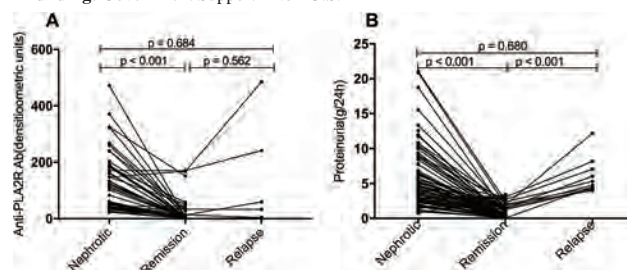 A
p = 0.684
p < 0.001
p = 0.562
Anti-PLA2R Ab(densitioometric units)
600
400
200
0
Nephrotic
Remission
Relapse
B
p = 0.680
p < 0.001
p < 0.001
Proteinuria(g/24h)
25
20
15
10
5
0
Nephrotic
Remission
Relapse